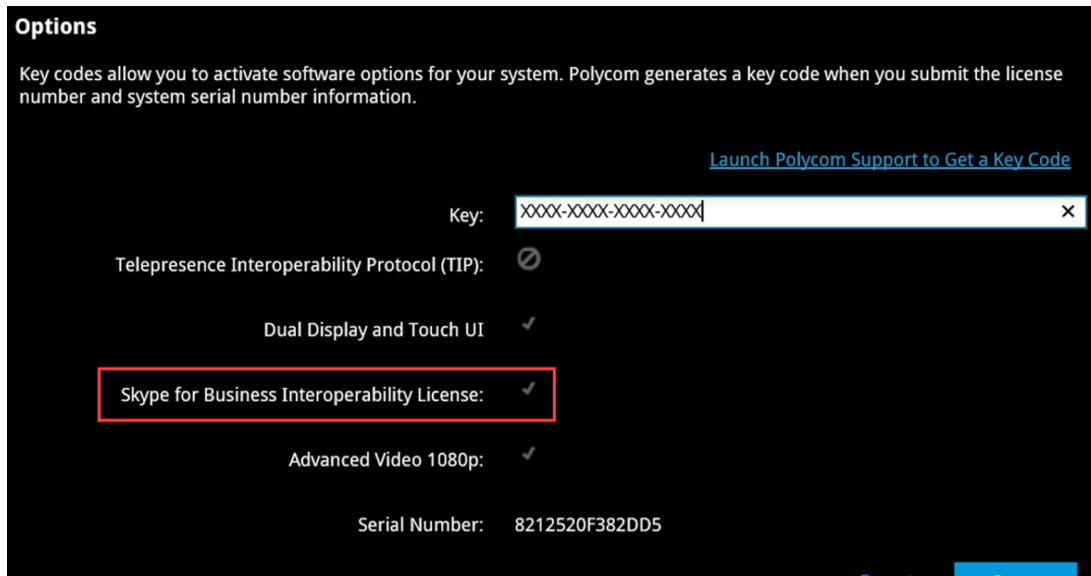 Options
Key codes allow you to activate software options for your system. Polycom generates a key code when you submit the license
number and system serial number information.
Launch Polycom Support to Get a Key Code
Key: XXXX-XXXX-XXXX-XXXX
Telepresence Interoperability Protocol (TIP):
Dual Display and Touch UI
Skype for Business Interoperability License:
Advanced Video 1080p:
Serial Number: 8212520F382DD5